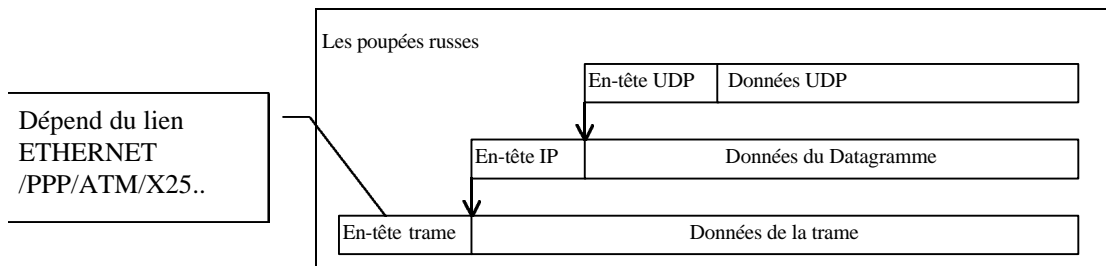 Les poupées russes
En-tête UDP
Données UDP
Dépend du lien
ETHERNET
/PPP/ATM/X25..
En-tête IP
Données du Datagramme
En-tête trame
Données de la trame